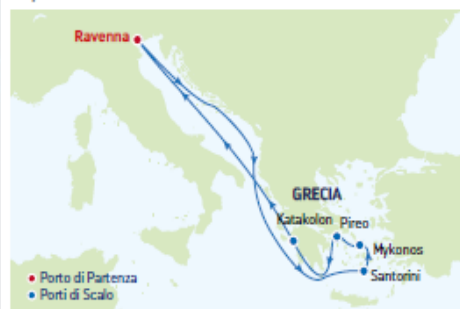 Ravenna
GRECIA
Katakolon
Pireo
Mykonos
Santorini
Porto di Partenza
Porti di Scalo